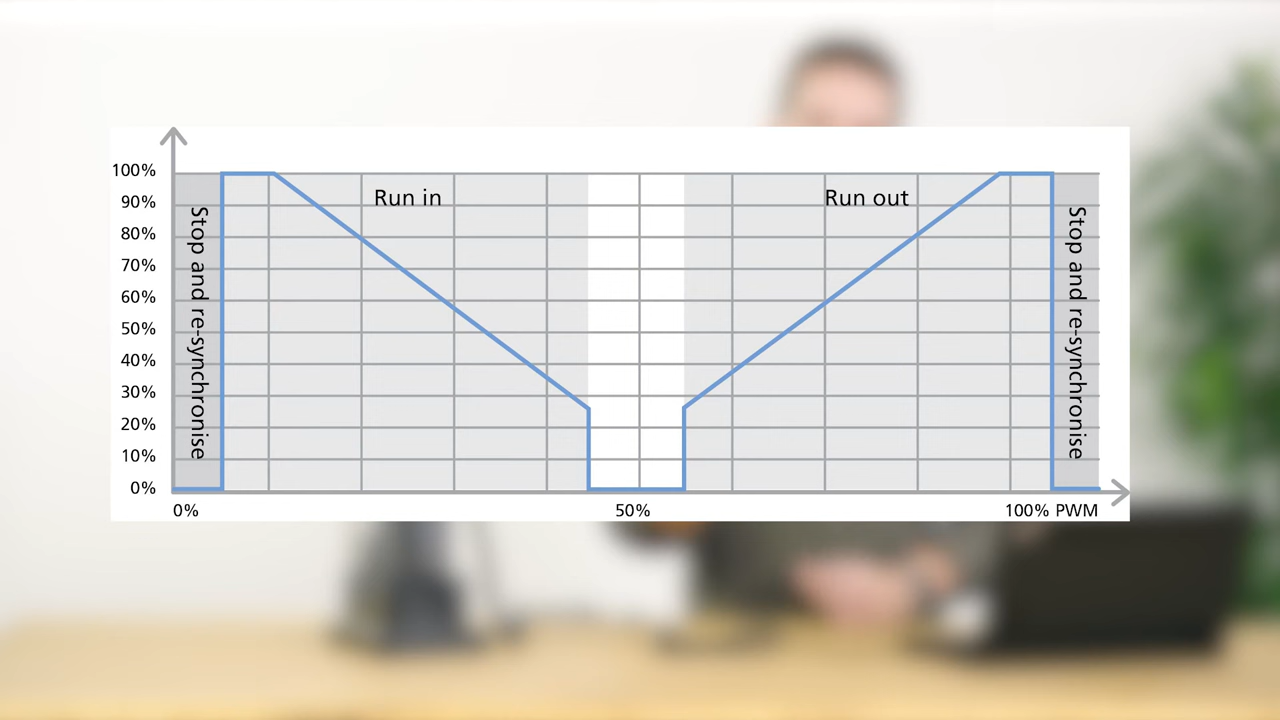 100%
90%
80%
70%
60%
50%
40%
30%
20%
10%
0%
Stop and re-synchronise
Run in
Run out
Stop and re-synchronise
0%
50%
100% PWM